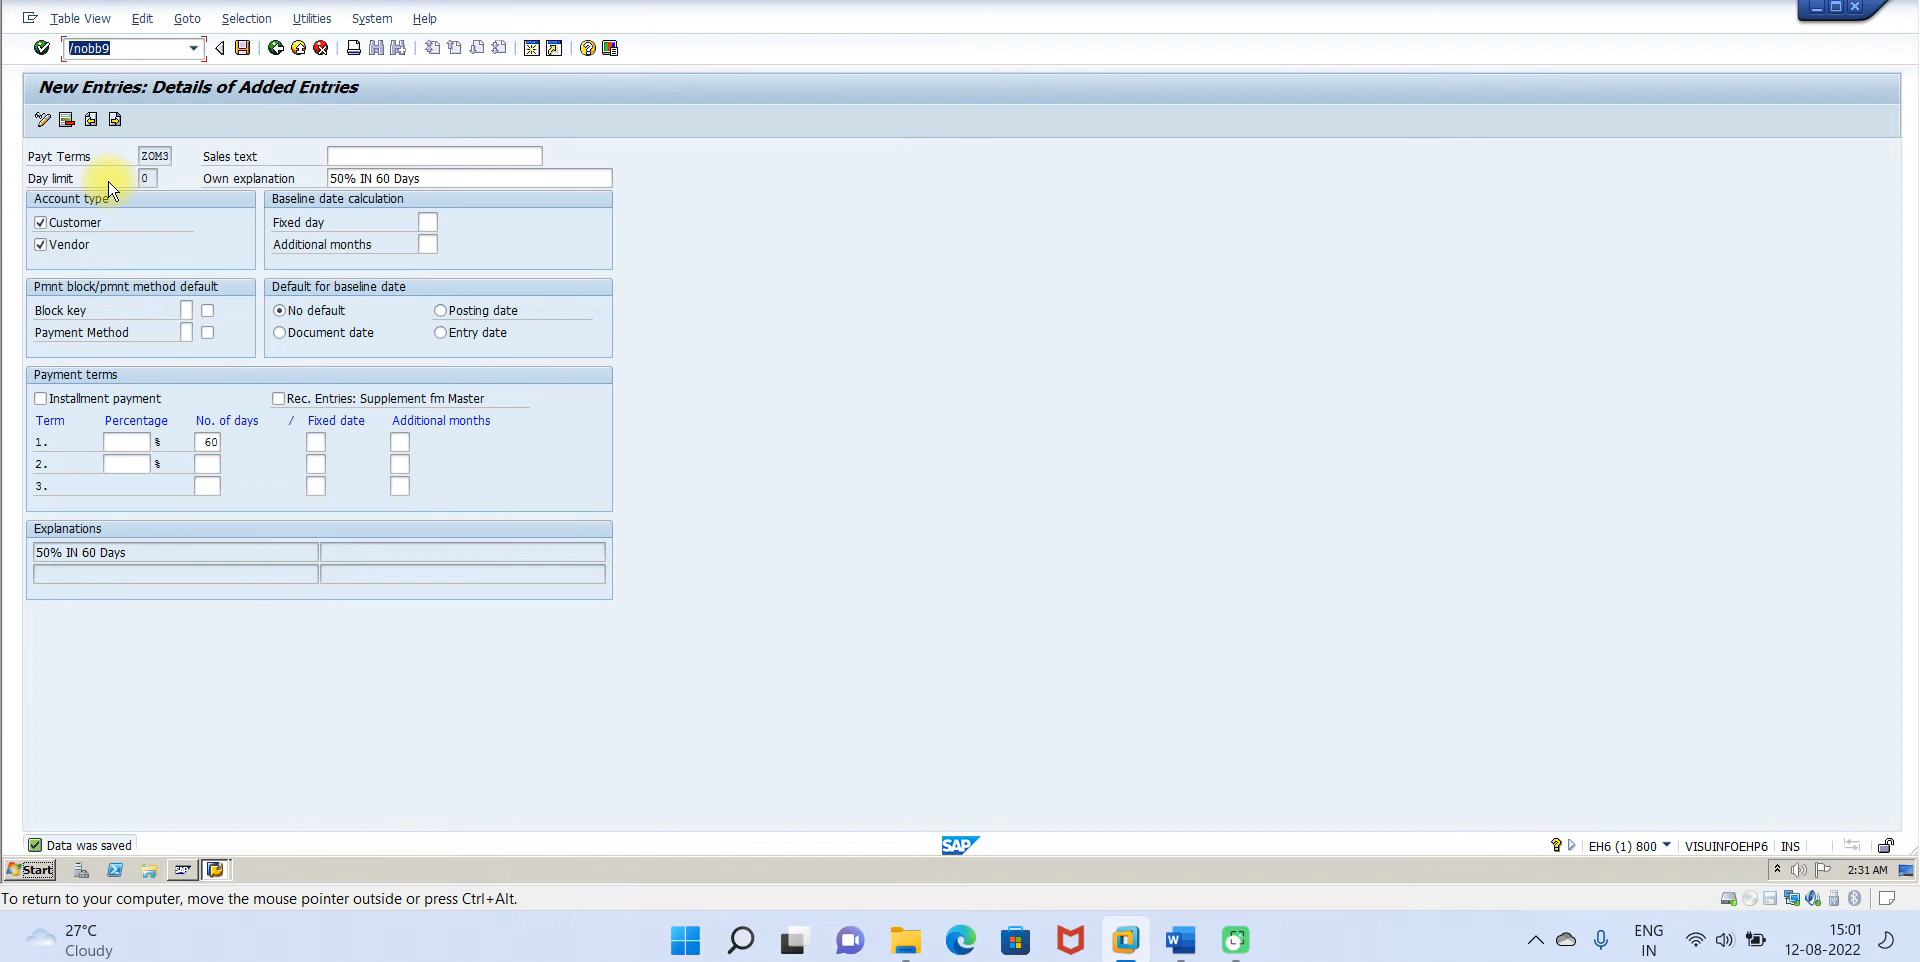 Table View Edit Goto Selection Utilities System Help
/nobb9
New Entries: Details of Added Entries
Payt Terms ZOM3 Sales text
Day limit 0 Own explanation 50% IN 60 Days
Account type Baseline date calculation
Customer Fixed day
Vendor Additional months
Pmnt block/pmnt method default Default for baseline date
Block key No default Posting date
Payment Method Document date Entry date
Payment terms
Installment payment Rec. Entries: Supplement fm Master
Term Percentage No. of days / Fixed date Additional months
1. % 60
2. %
3.
Explanations
50% IN 60 Days
Data was saved SAP EH6 (1) 800 VISUINFOEHP6 INS
Start 2:31 AM
To return to your computer, move the mouse pointer outside or press Ctrl+Alt.
27°C
Cloudy
ENG
IN
15:01
12-08-2022